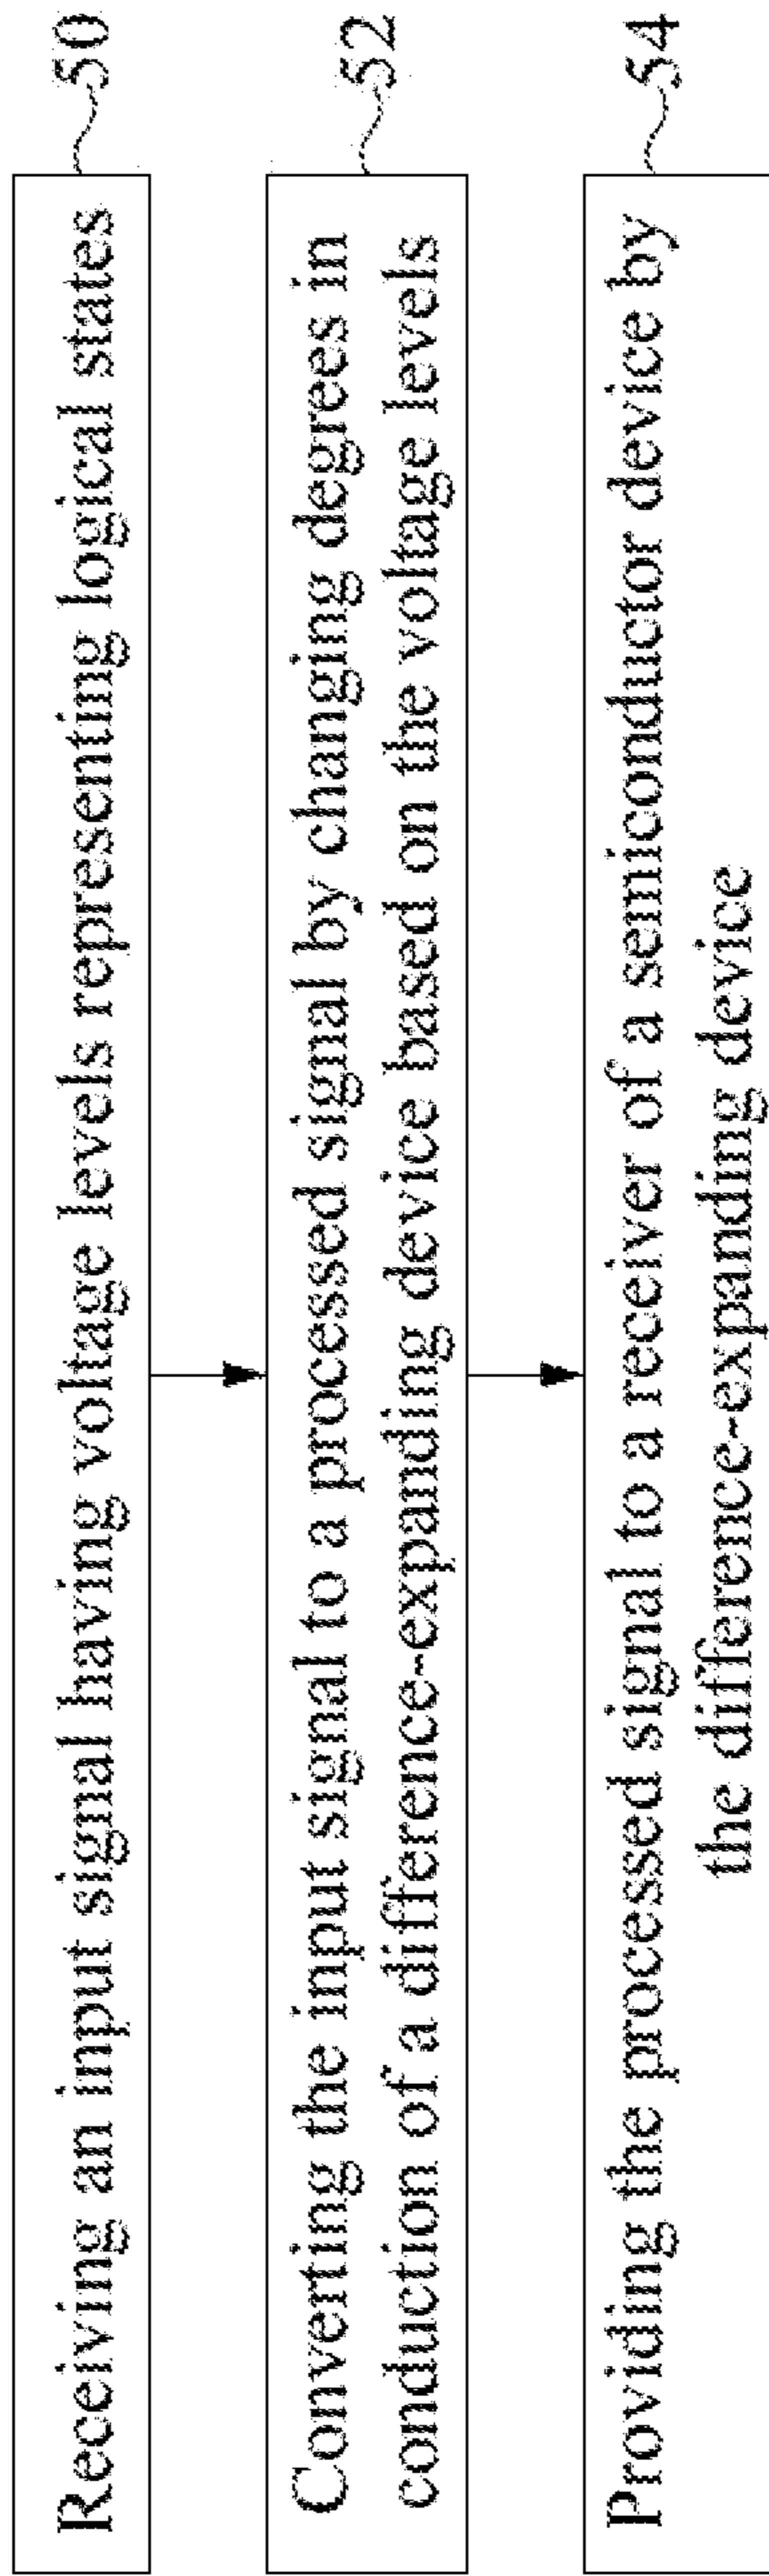 Receiving an input signal having voltage levels representing logical states
50
Converting the input signal to a processed signal by changing degrees in
conduction of a difference-expanding device based on the voltage levels
52
Providing the processed signal to a receiver of a semiconductor device by
the difference-expanding device
54